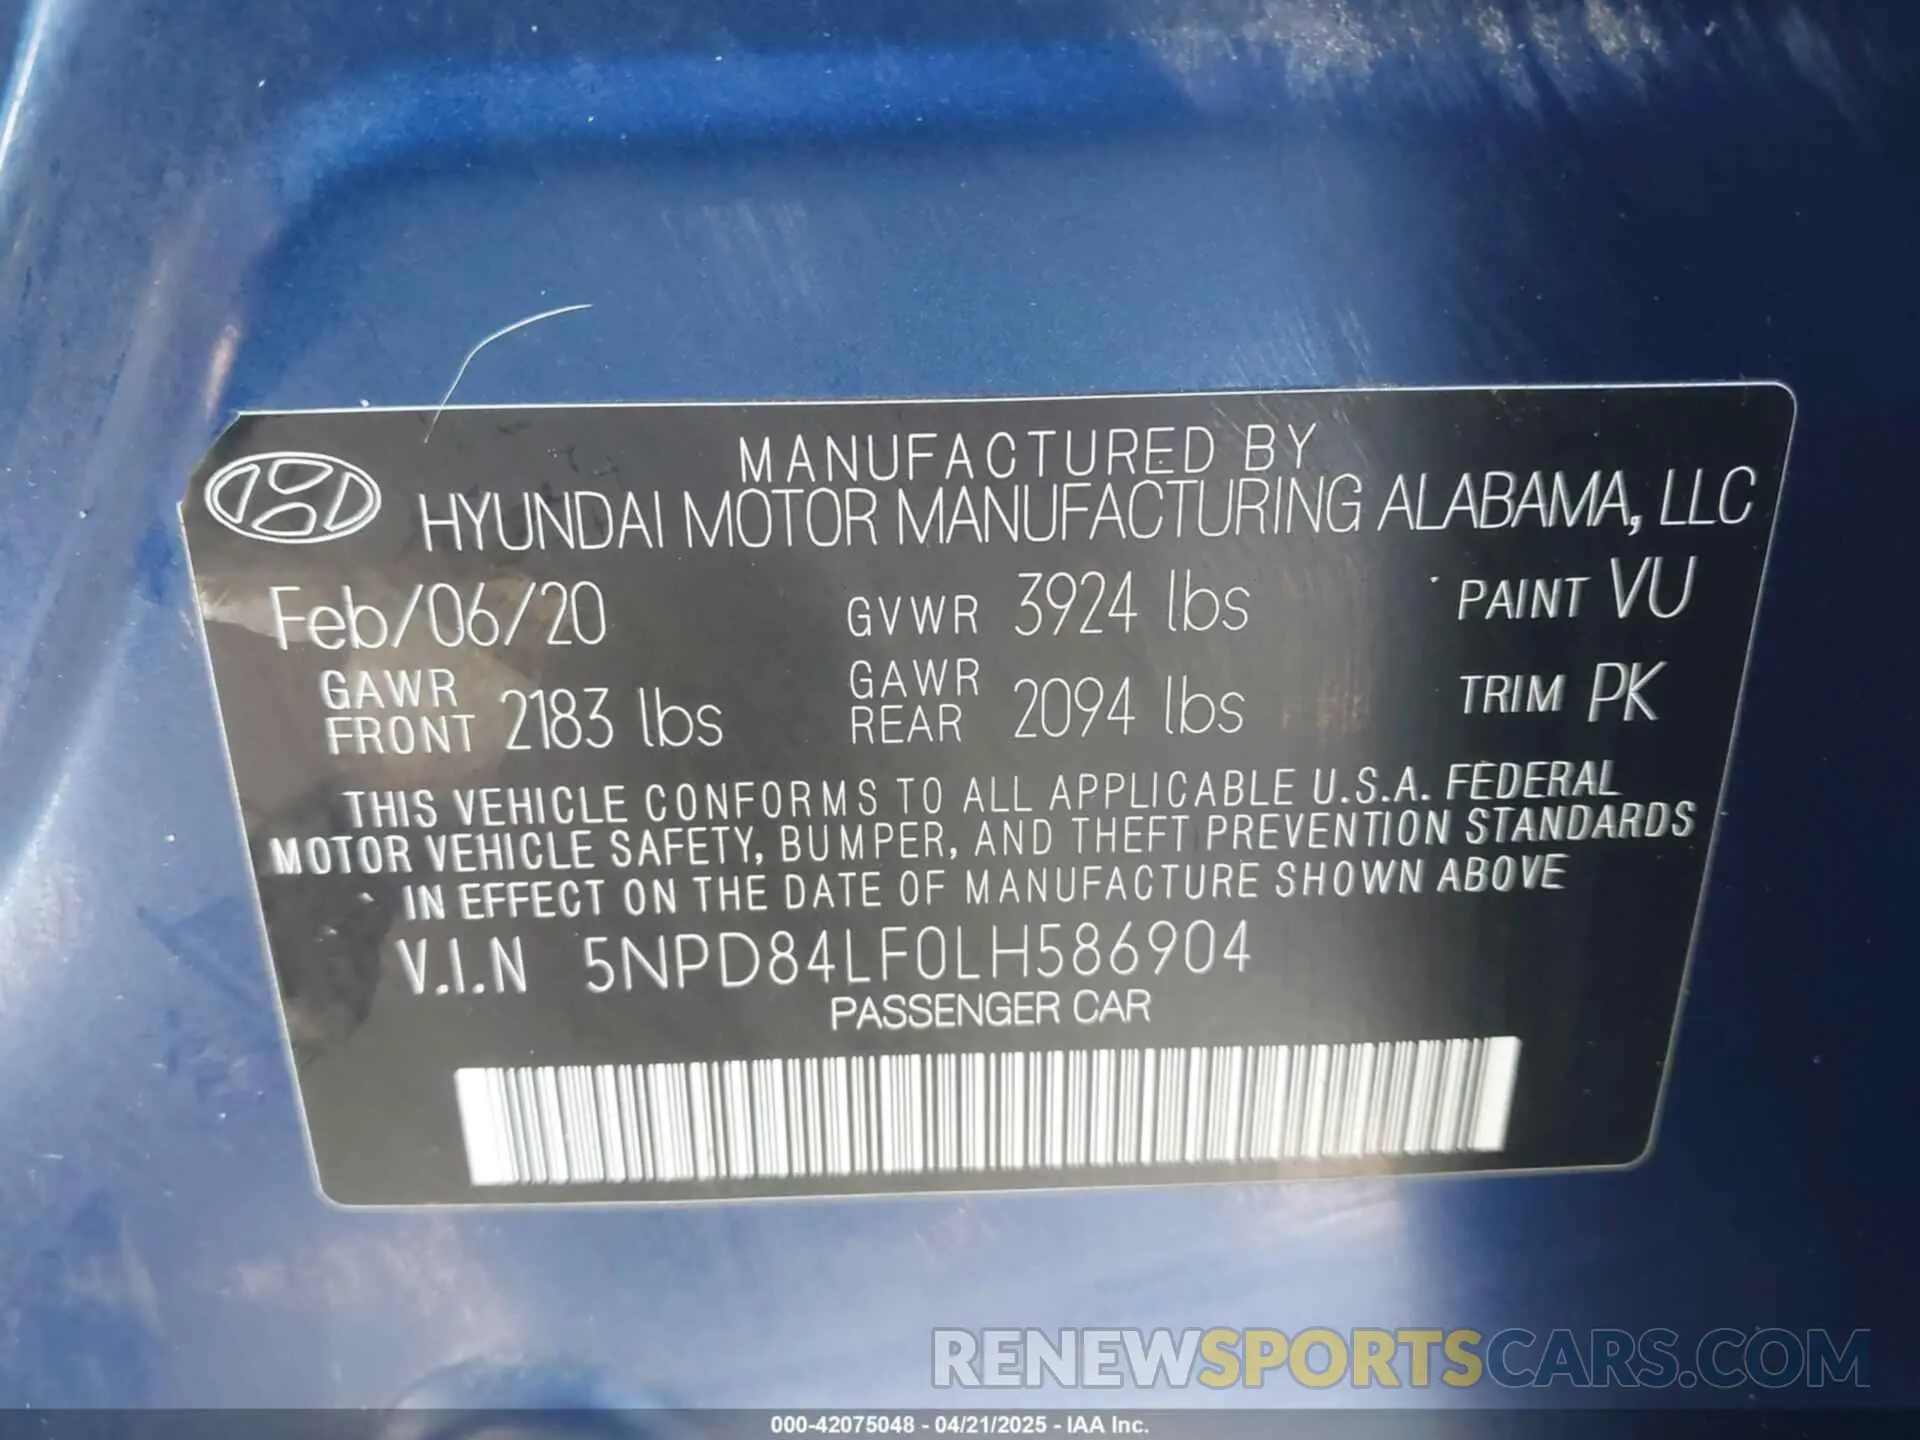 MANUFACTURED BY
HYUNDAI MOTOR MANUFACTURING ALABAMA, LLC
Feb/06/20 GVWR 3924 lbs PAINT VU
GAWR FRONT 2183 lbs GAWR REAR 2094 lbs TRIM PK
THIS VEHICLE CONFORMS TO ALL APPLICABLE U.S.A. FEDERAL
MOTOR VEHICLE SAFETY, BUMPER, AND THEFT PREVENTION STANDARDS
IN EFFECT ON THE DATE OF MANUFACTURE SHOWN ABOVE
V.I.N 5NPD84LF0LH586904
PASSENGER CAR
RENEWSPORTSCARS.COM
000-42075048 - 04/21/2025 - IAA Inc.